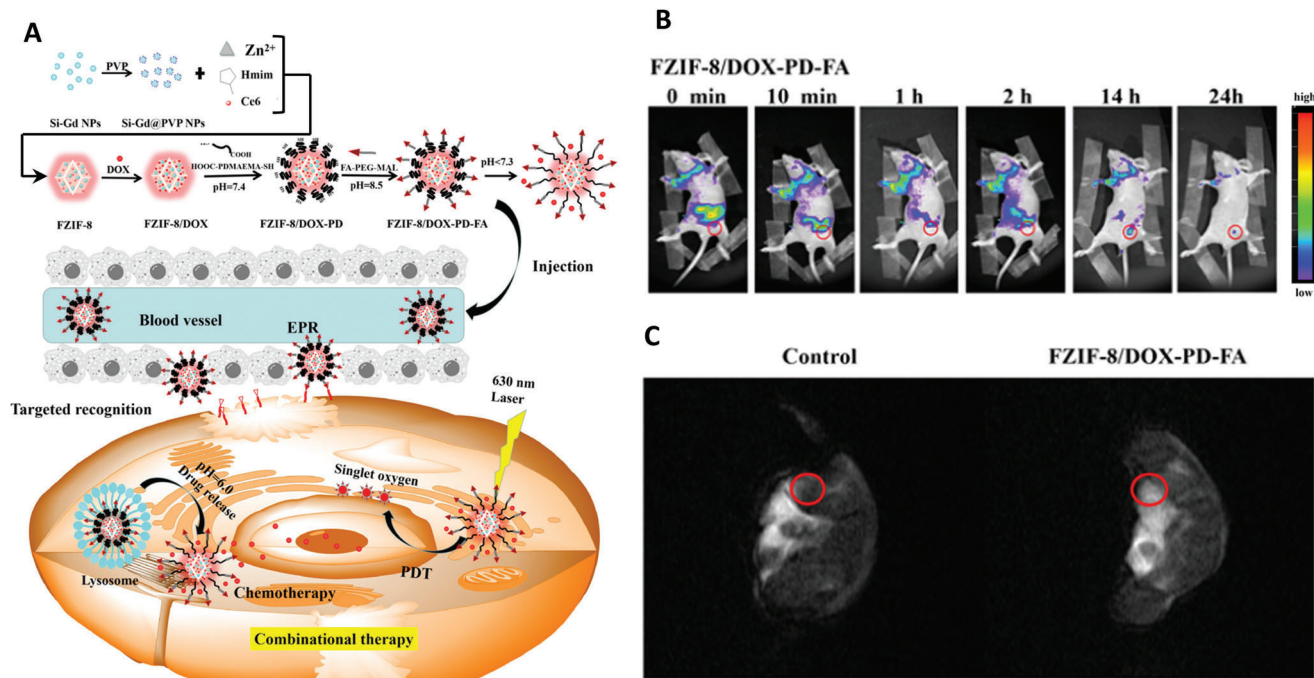 A
PVP
Zn2+
Hmim
Ce6
Si-Gd NPs
Si-Gd@PVP NPs
DOX
COOH
HOOC-PDMAEMA-SH
pH=7.4
FA-PEG-MAL
pH=8.5
pH<7.3
FZIF-8
FZIF-8/DOX
FZIF-8/DOX-PD
FZIF-8/DOX-PD-FA
Injection
Blood vessel
EPR
Targeted recognition
630 nm
Laser
pH=6.0
Drug release
Singlet oxygen
Lysosome
Chemotherapy
PDT
Combinational therapy
B
FZIF-8/DOX-PD-FA
0 min 10 min 1 h 2 h 14 h 24h
high
low
C
Control FZIF-8/DOX-PD-FA